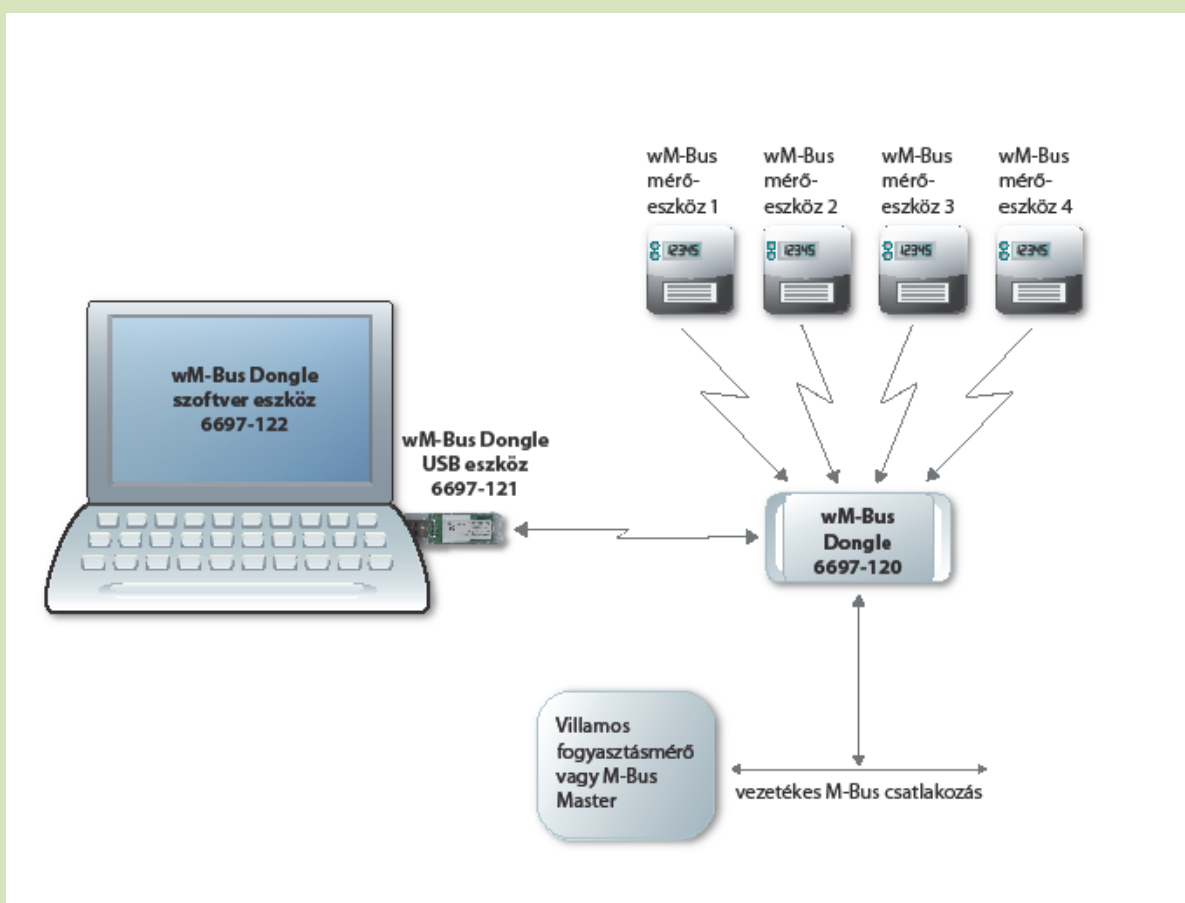 wM-Bus
mérő-
eszköz 1
wM-Bus
mérő-
eszköz 2
wM-Bus
mérő-
eszköz 3
wM-Bus
mérő-
eszköz 4
12345
12345
12345
12345
wM-Bus Dongle
szoftver eszköz
6697-122
wM-Bus Dongle
USB eszköz
6697-121
wM-Bus
Dongle
6697-120
Villamos
fogyasztásmérő
vagy M-Bus
Master
vezetékes M-Bus csatlakozás